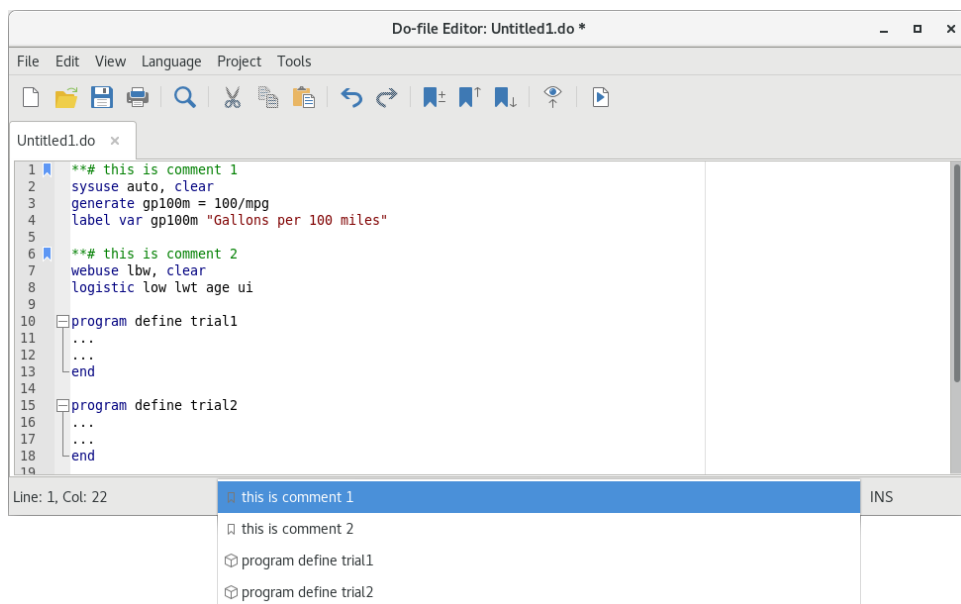 Do-file Editor: Untitled1.do *
File Edit View Language Project Tools
Untitled1.do
1 **# this is comment 1
2 sysuse auto, clear
3 generate gp100m = 100/mpg
4 label var gp100m "Gallons per 100 miles"
5
6 **# this is comment 2
7 webuse lbw, clear
8 logistic low lwt age ui
9
10 program define trial1
11 ...
12 ...
13 end
14
15 program define trial2
16 ...
17 ...
18 end
19
Line: 1, Col: 22
this is comment 1
INS
this is comment 2
program define trial1
program define trial2